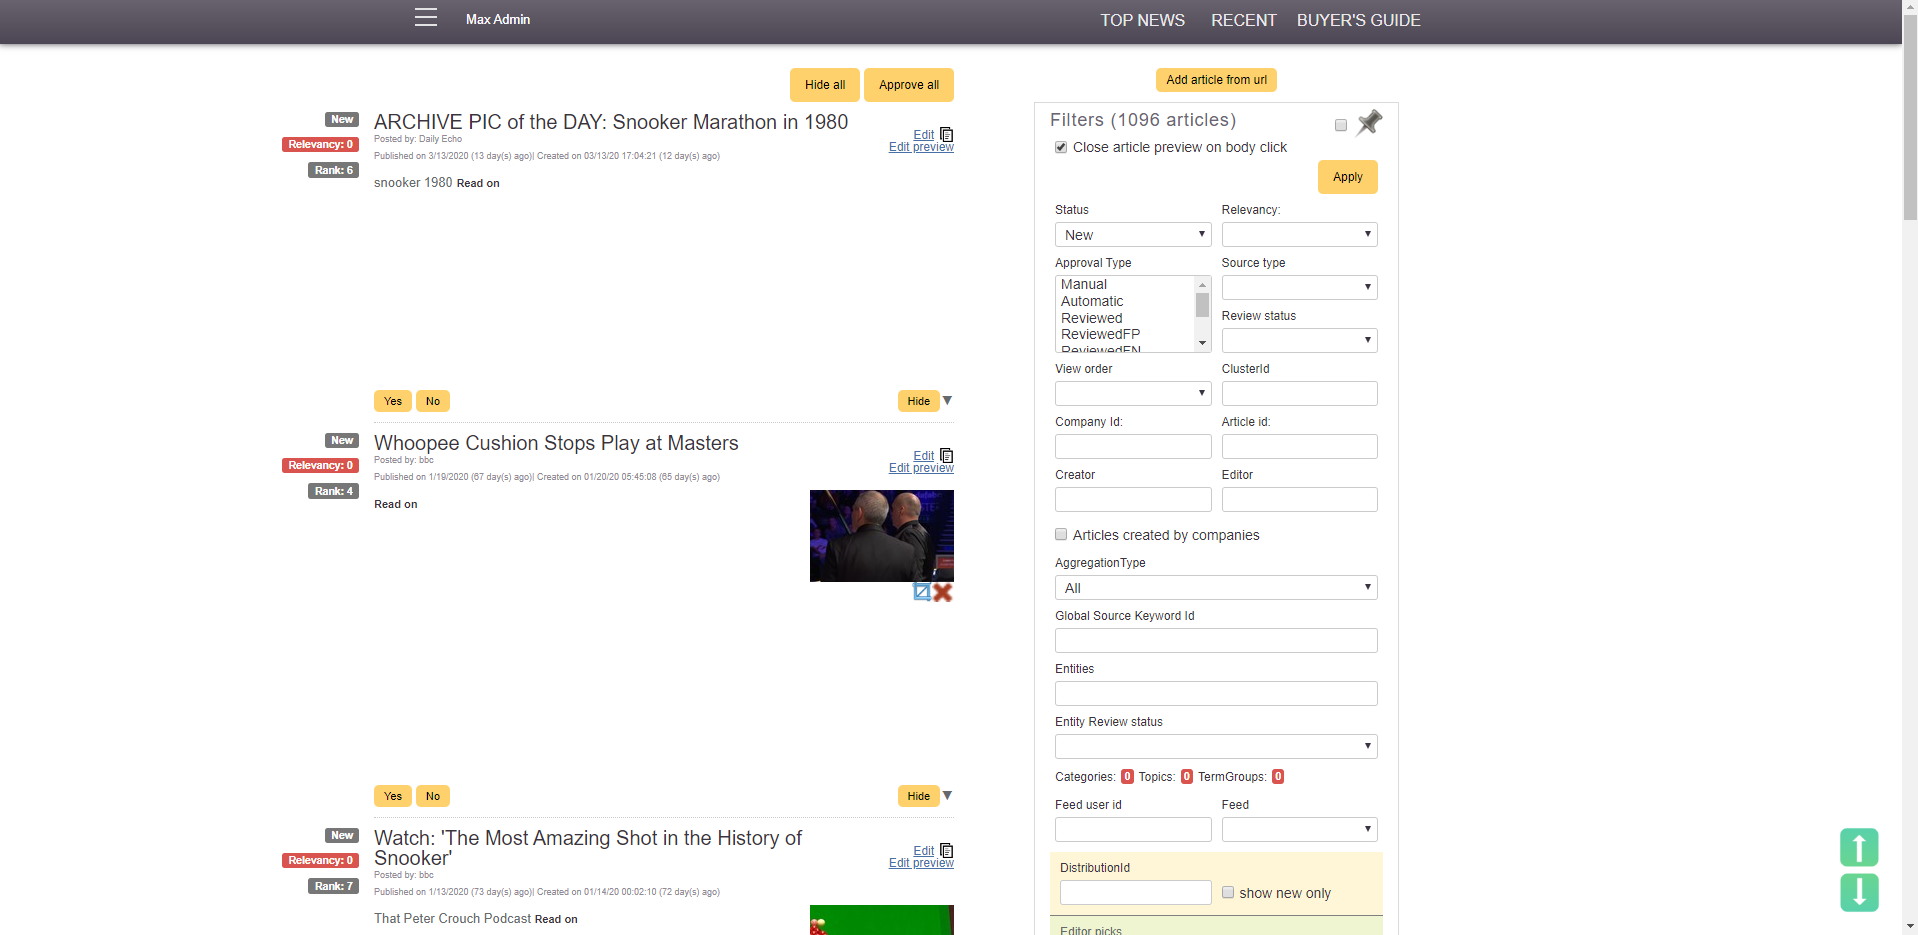 Max Admin
TOP NEWS RECENT BUYER'S GUIDE
Hide all Approve all
New
Relevancy: 0
Rank: 6
ARCHIVE PIC of the DAY: Snooker Marathon in 1980
Posted by: Daily Echo
Published on 3/13/2020 (13 day(s) ago)| Created on 03/13/20 17:04:21 (12 day(s) ago)
Edit
Edit preview
snooker 1980 Read on
Yes No Hide
New
Relevancy: 0
Rank: 4
Whoopee Cushion Stops Play at Masters
Posted by: bbc
Published on 1/19/2020 (67 day(s) ago)| Created on 01/20/20 05:45:08 (65 day(s) ago)
Edit
Edit preview
Read on
Yes No Hide
New
Relevancy: 0
Rank: 7
Watch: 'The Most Amazing Shot in the History of
Snooker'
Posted by: bbc
Published on 1/13/2020 (73 day(s) ago)| Created on 01/14/20 00:02:10 (72 day(s) ago)
Edit
Edit preview
That Peter Crouch Podcast Read on
Add article from url
Filters (1096 articles)
Close article preview on body click
Apply
Status Relevancy:
New
Approval Type Source type
Manual
Automatic
Reviewed
Review status
ReviewedFP
ReviewedFN
View order ClusterId
Company Id: Article id:
Creator Editor
Articles created by companies
AggregationType
All
Global Source Keyword Id
Entities
Entity Review status
Categories: 0 Topics: 0 TermGroups: 0
Feed user id Feed
DistributionId
show new only
Editor picks